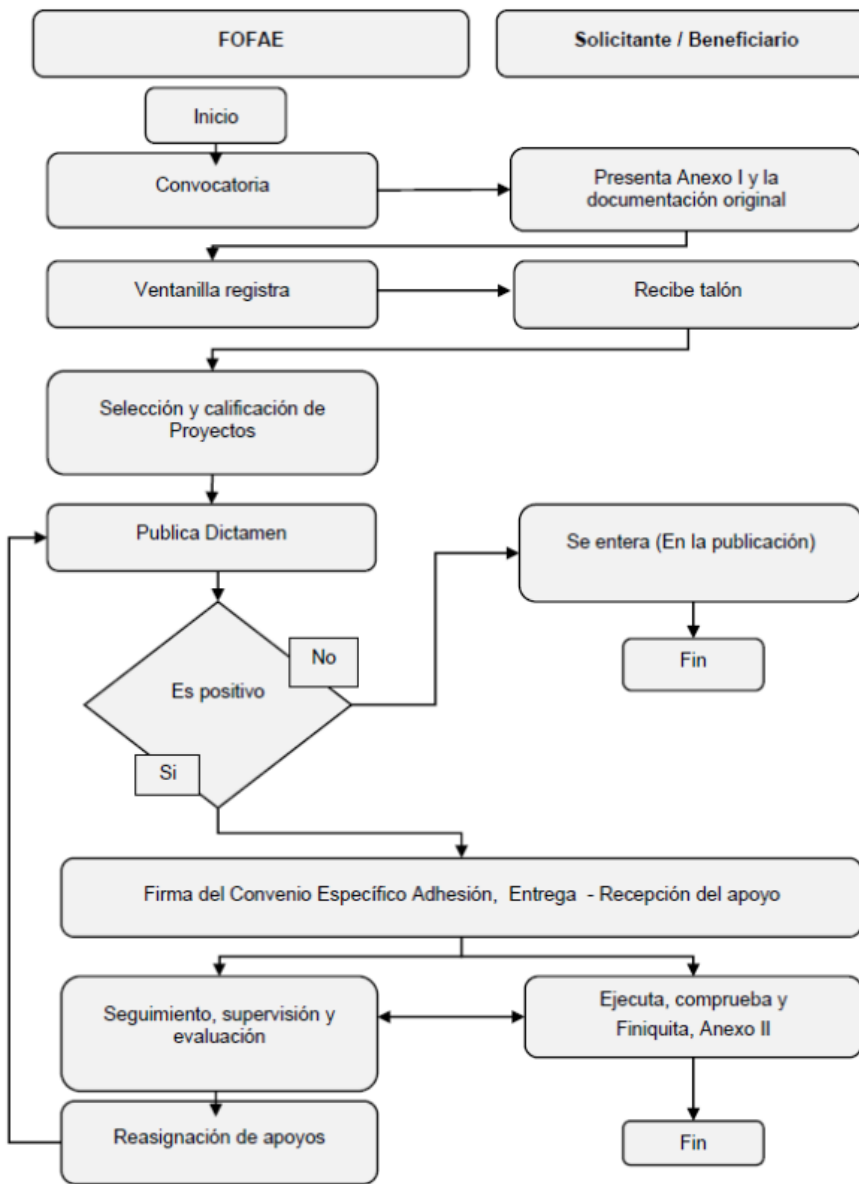 FOFAE
Solicitante / Beneficiario
Inicio
Convocatoria
Presenta Anexo I y la
documentación original
Ventanilla registra
Recibe talón
Selección y calificación de
Proyectos
Publica Dictamen
Se entera (En la publicación)
No
Fin
Es positivo
Si
Firma del Convenio Específico Adhesión, Entrega - Recepción del apoyo
Seguimiento, supervisión y
evaluación
Ejecuta, comprueba y
Finiquita, Anexo II
Reasignación de apoyos
Fin